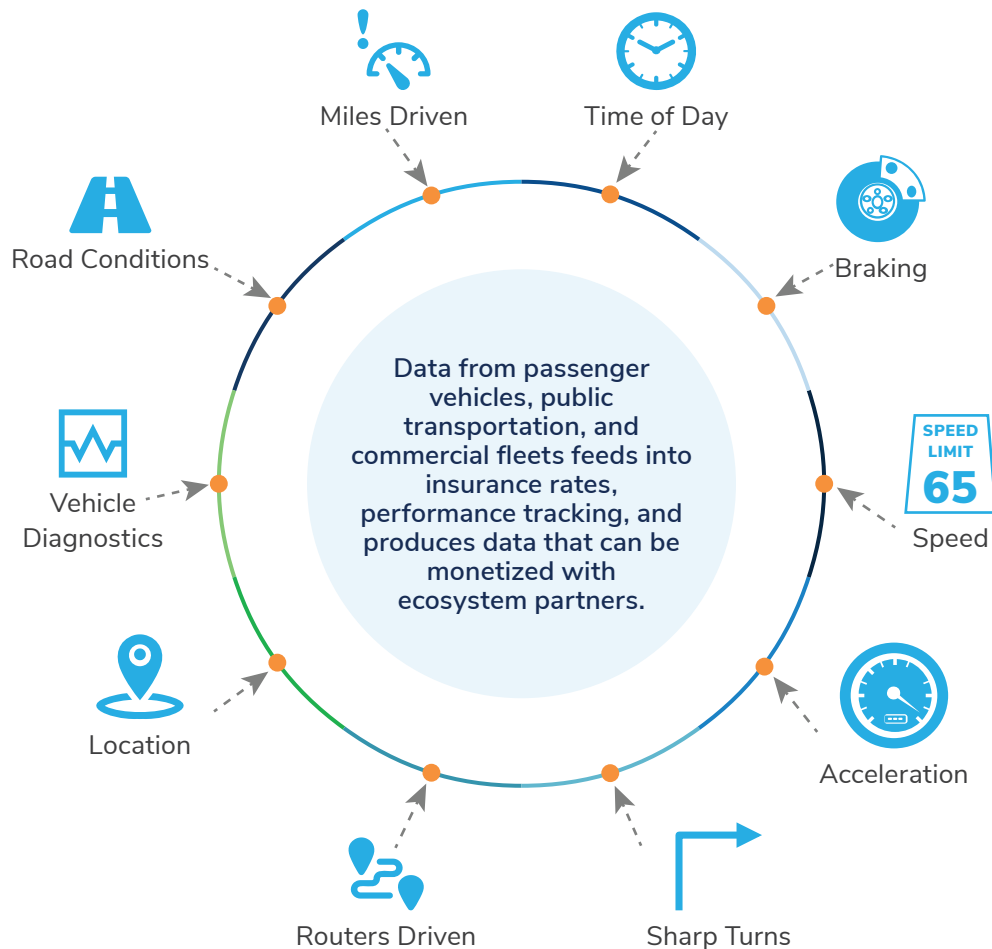 Miles Driven
Time of Day
Road Conditions
Braking
Data from passenger
vehicles, public
transportation, and
commercial fleets feeds into
insurance rates,
performance tracking, and
produces data that can be
monetized with
ecosystem partners.
SPEED
LIMIT
65
Speed
Vehicle
Diagnostics
Location
Acceleration
Routers Driven
Sharp Turns